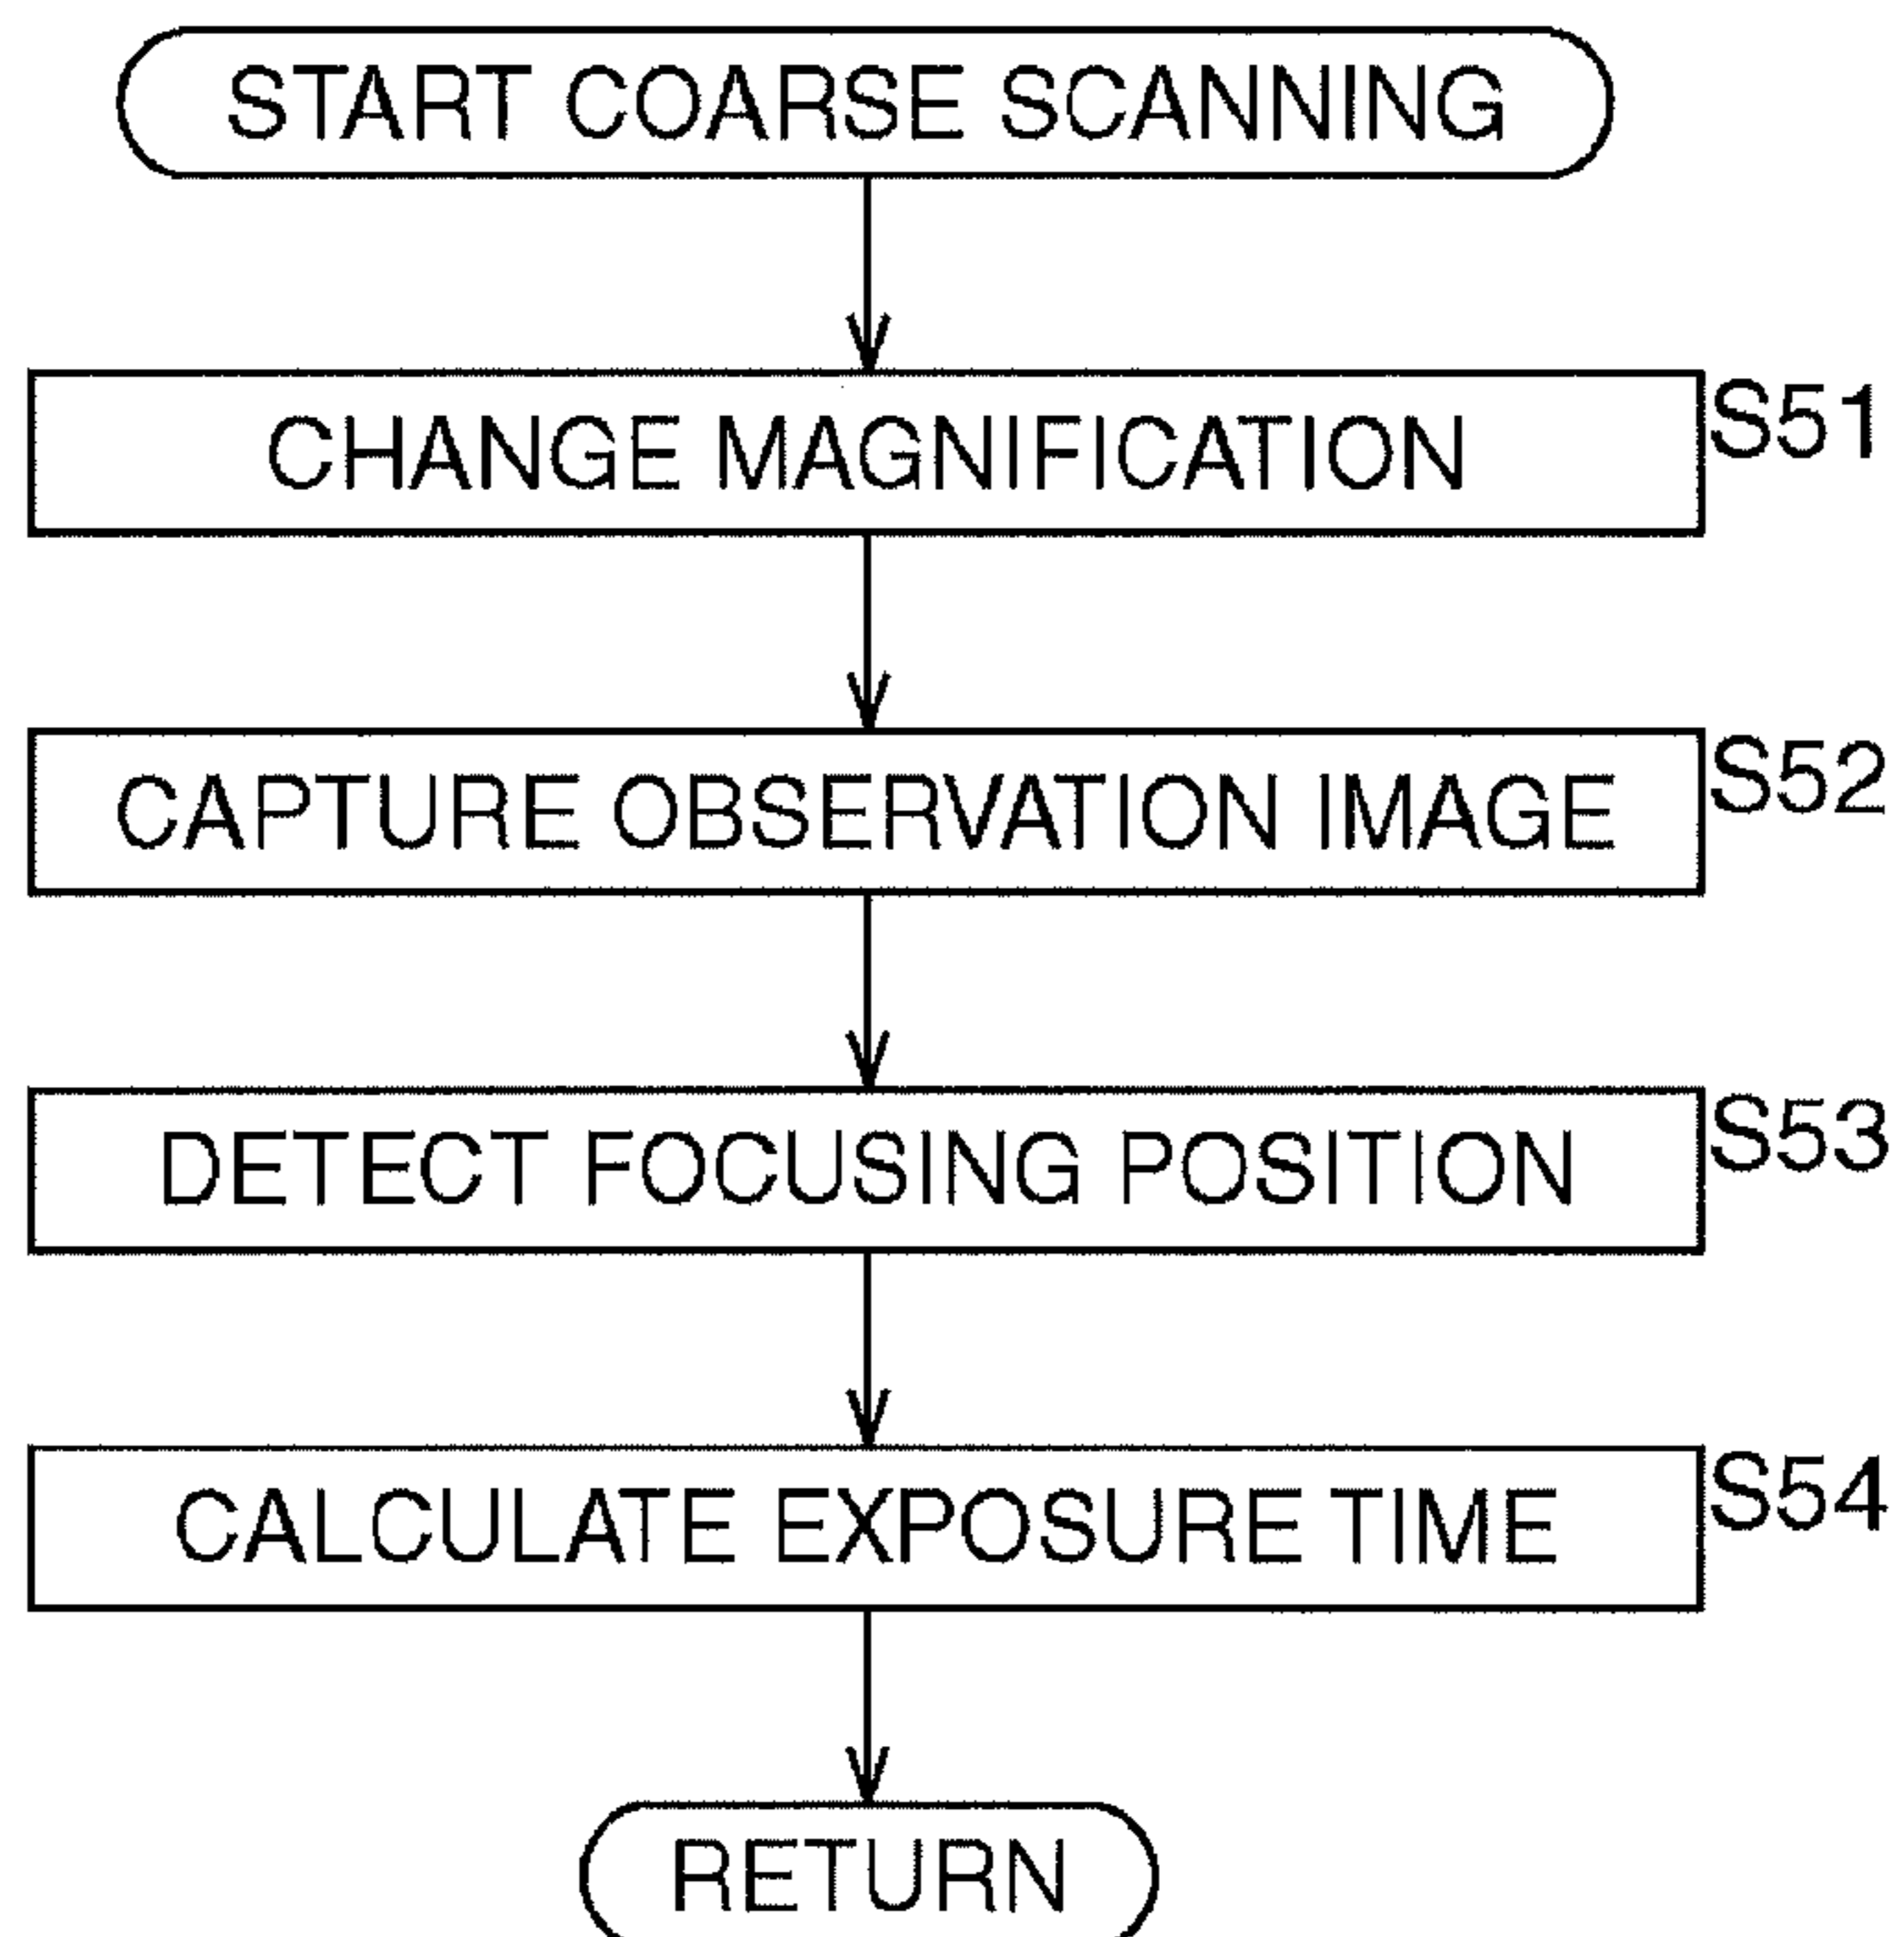 START COARSE SCANNING
CHANGE MAGNIFICATION S51
CAPTURE OBSERVATION IMAGE S52
DETECT FOCUSING POSITION S53
CALCULATE EXPOSURE TIME S54
RETURN